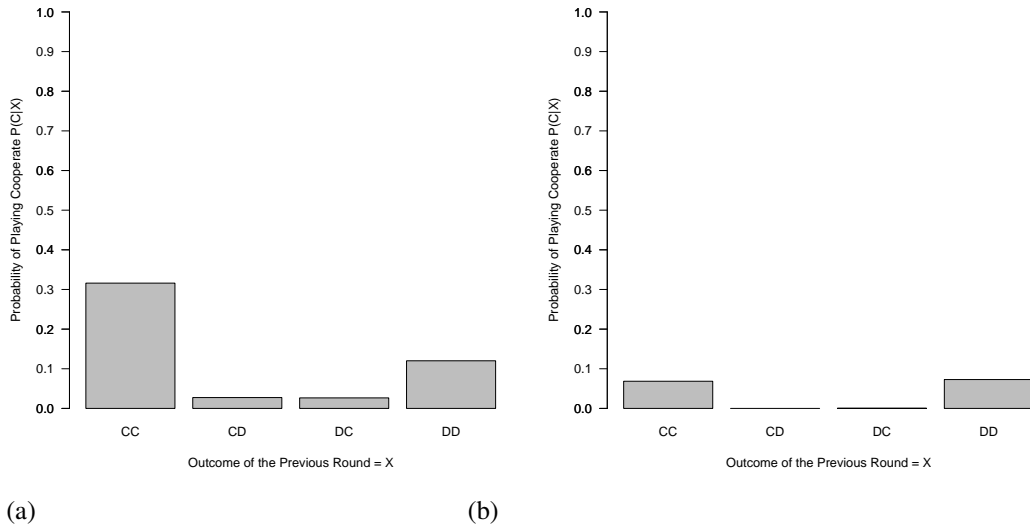 1.0
0.9
0.8
0.7
0.6
0.5
0.4
0.3
0.2
0.1
0.0
Probability of Playing Cooperate P(C|X)
CC CD DC DD
Outcome of the Previous Round = X
(a)
1.0
0.9
0.8
0.7
0.6
0.5
0.4
0.3
0.2
0.1
0.0
Probability of Playing Cooperate P(C|X)
CC CD DC DD
Outcome of the Previous Round = X
(b)